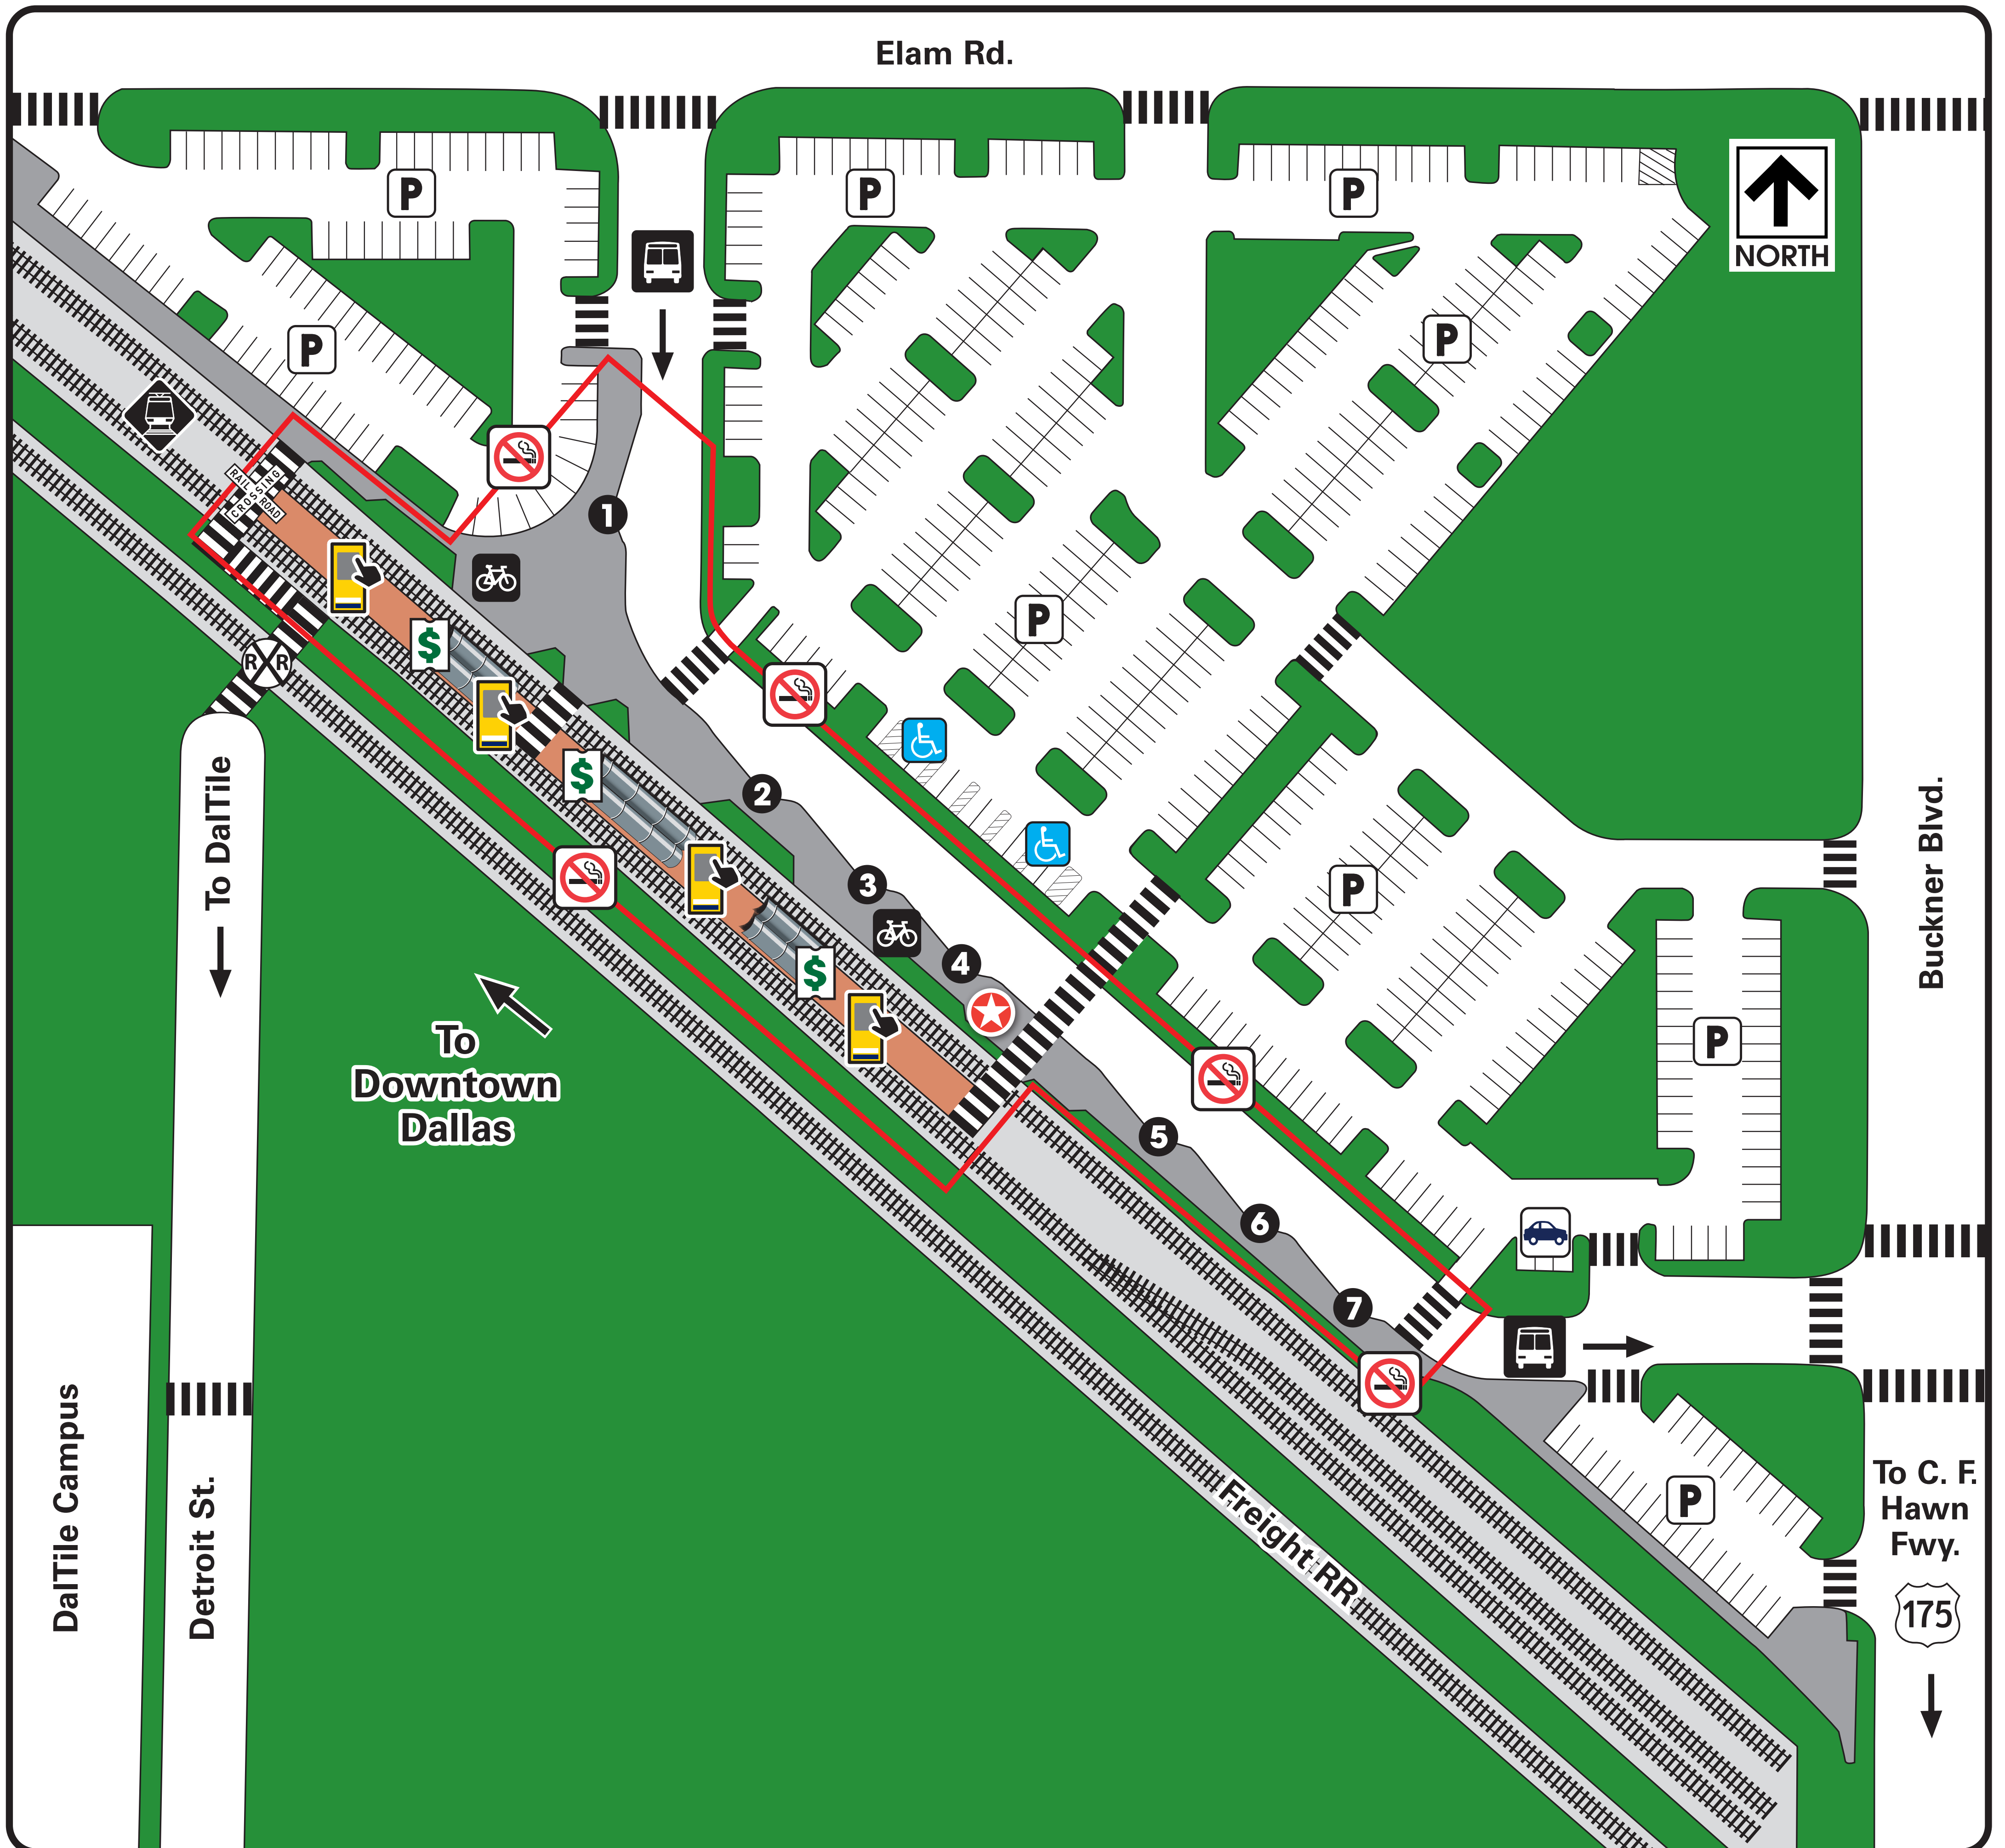 Elam Rd.
P
P
P
NORTH
P
P
RAIL ROAD
CROSSING
1
P
$
R R
To DalTile
$
2
3
P
4
$
Buckner Blvd.
To
Downtown
Dallas
P
5
6
7
DalTile Campus
Detroit St.
Freight RR
P
To C. F.
Hawn
Fwy.
175